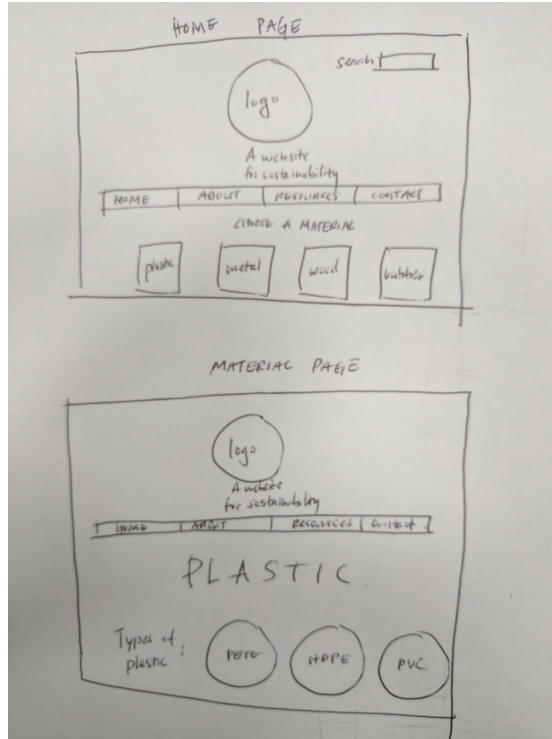 HOME PAGE
search
logo
A website
for sustainability
HOME ABOUT RESOURCES CONTACT
CHOOSE A MATERIAL
plastic metal wood rubber
MATERIAL PAGE
logo
A website
for sustainability
HOME ABOUT RESOURCES Contact
PLASTIC
Types of
plastic :
PETE HDPE PVC